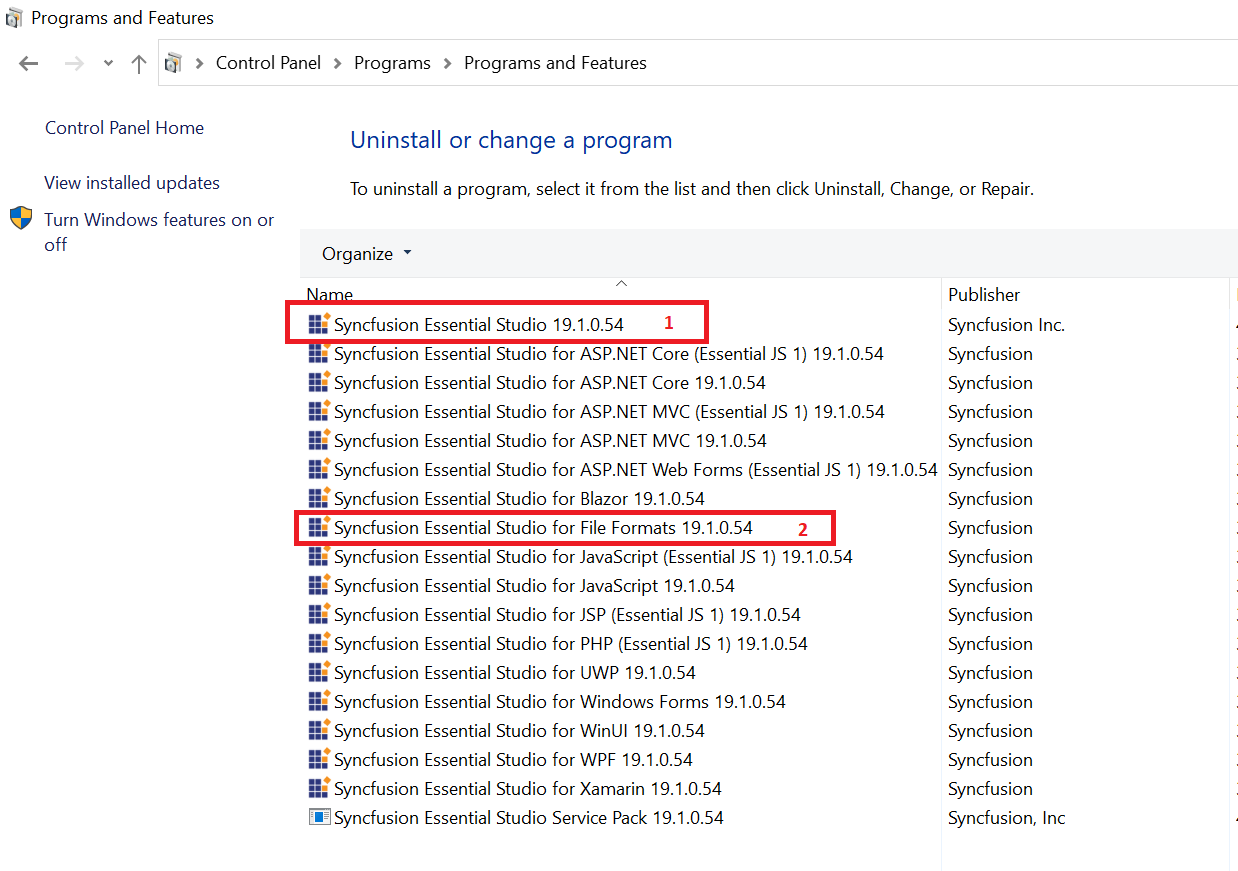 Programs and Features
Control Panel > Programs > Programs and Features
Control Panel Home
View installed updates
Turn Windows features on or
off
Uninstall or change a program
To uninstall a program, select it from the list and then click Uninstall, Change, or Repair.
Organize
Name Publisher
Syncfusion Essential Studio 19.1.0.54 1 Syncfusion Inc.
Syncfusion Essential Studio for ASP.NET Core (Essential JS 1) 19.1.0.54 Syncfusion
Syncfusion Essential Studio for ASP.NET Core 19.1.0.54 Syncfusion
Syncfusion Essential Studio for ASP.NET MVC (Essential JS 1) 19.1.0.54 Syncfusion
Syncfusion Essential Studio for ASP.NET MVC 19.1.0.54 Syncfusion
Syncfusion Essential Studio for ASP.NET Web Forms (Essential JS 1) 19.1.0.54 Syncfusion
Syncfusion Essential Studio for Blazor 19.1.0.54 Syncfusion
Syncfusion Essential Studio for File Formats 19.1.0.54 2 Syncfusion
Syncfusion Essential Studio for JavaScript (Essential JS 1) 19.1.0.54 Syncfusion
Syncfusion Essential Studio for JavaScript 19.1.0.54 Syncfusion
Syncfusion Essential Studio for JSP (Essential JS 1) 19.1.0.54 Syncfusion
Syncfusion Essential Studio for PHP (Essential JS 1) 19.1.0.54 Syncfusion
Syncfusion Essential Studio for UWP 19.1.0.54 Syncfusion
Syncfusion Essential Studio for Windows Forms 19.1.0.54 Syncfusion
Syncfusion Essential Studio for WinUI 19.1.0.54 Syncfusion
Syncfusion Essential Studio for WPF 19.1.0.54 Syncfusion
Syncfusion Essential Studio for Xamarin 19.1.0.54 Syncfusion
Syncfusion Essential Studio Service Pack 19.1.0.54 Syncfusion, Inc